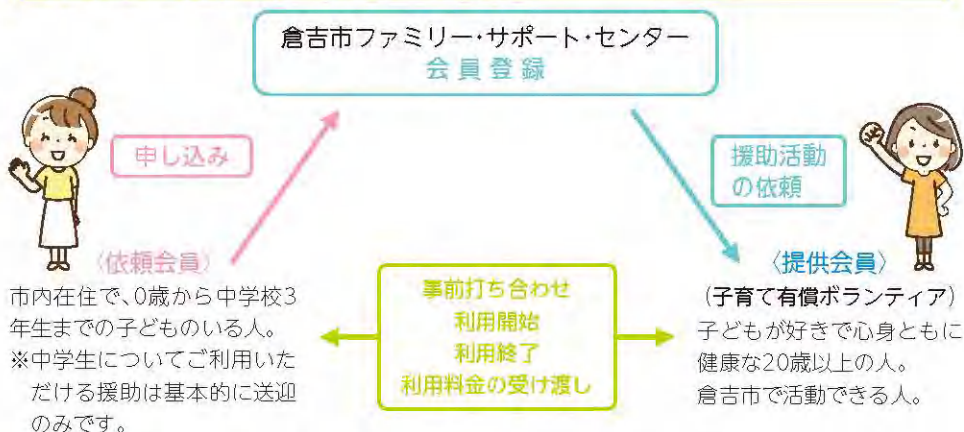 倉吉市ファミリー・サポート・センター
会員登録
申し込み
援助活動
の依頼
〈依頼会員〉
市内在住で、0歳から中学校3
年生までの子どものいる人。
※中学生についてご利用いた
だける援助は基本的に送迎
のみです。
事前打ち合わせ
利用開始
利用終了
利用料金の受け渡し
〈提供会員〉
(子育て有償ボランティア)
子どもが好きで心身ともに
健康な20歳以上の人。
倉吉市で活動できる人。